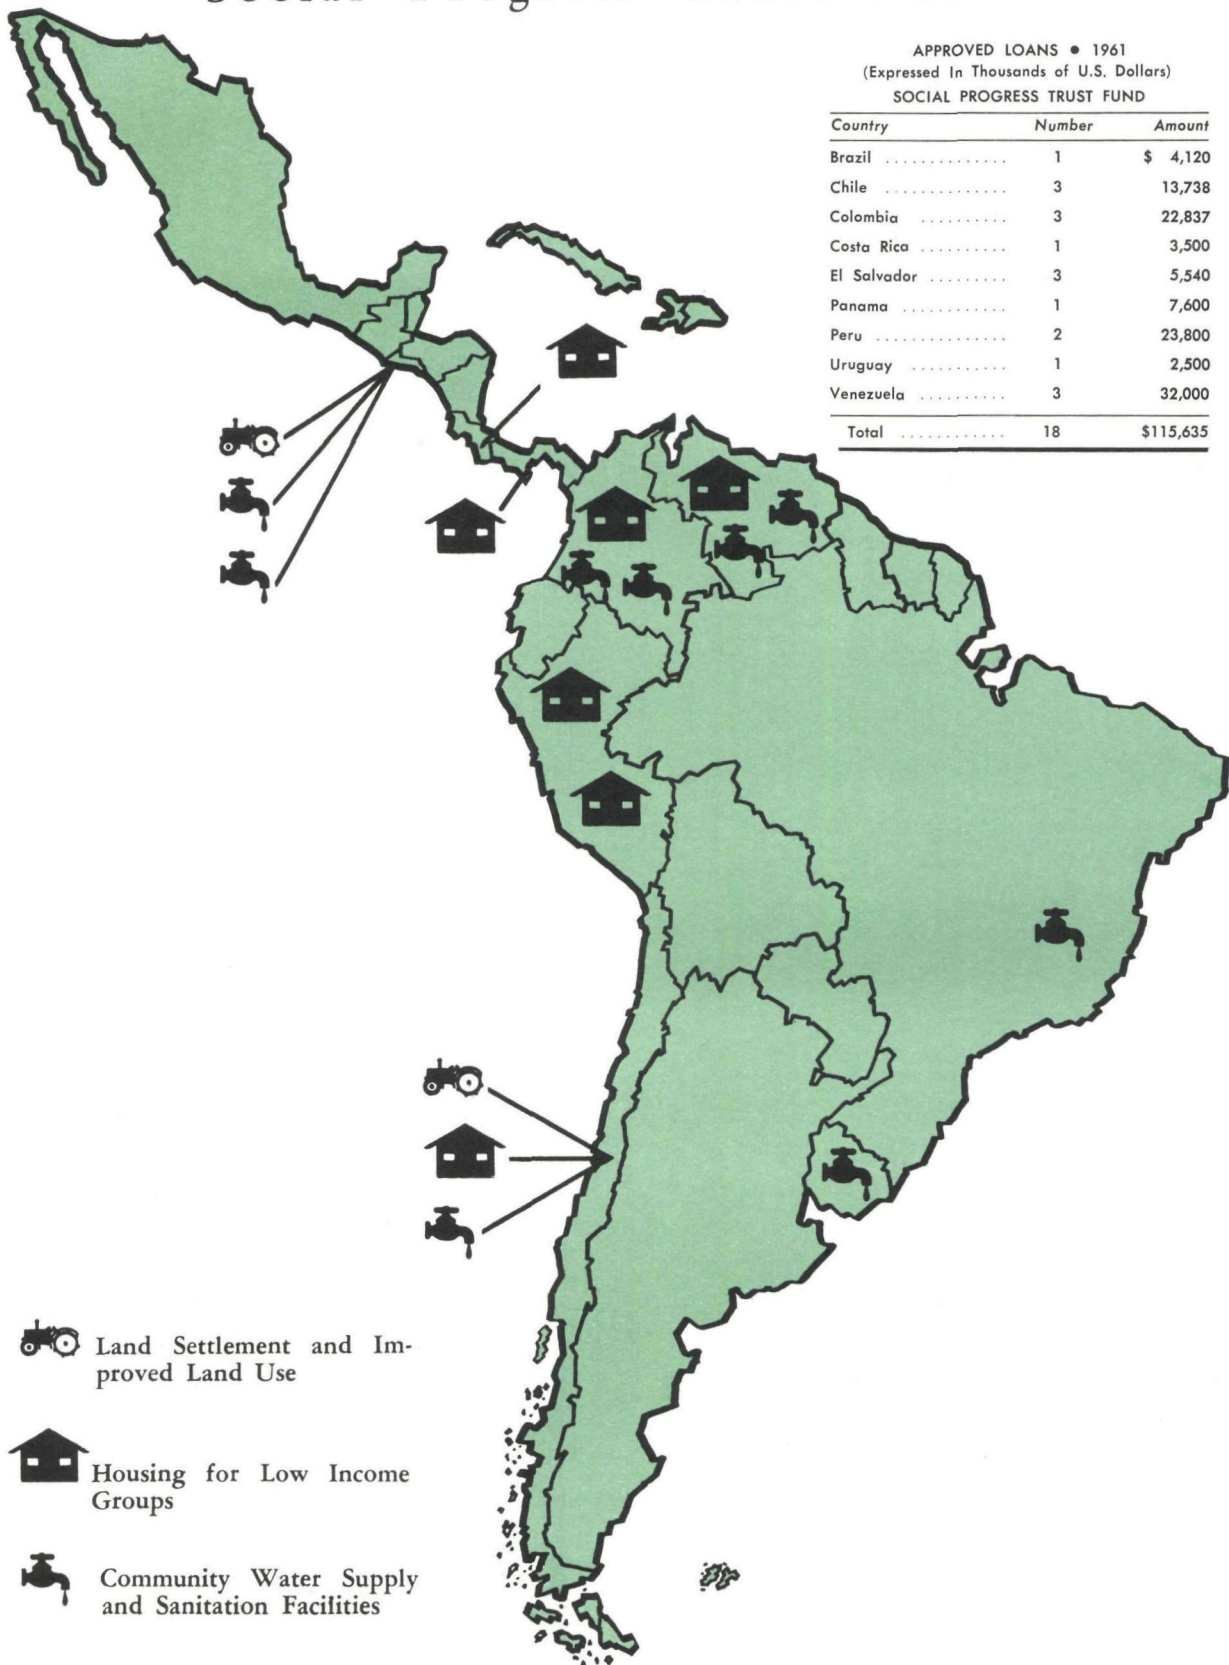 APPROVED LOANS • 1961
(Expressed In Thousands of U.S. Dollars)
SOCIAL PROGRESS TRUST FUND
Country Number Amount
Brazil .............. 1 $ 4,120
Chile .............. 3 13,738
Colombia .......... 3 22,837
Costa Rica .......... 1 3,500
El Salvador ......... 3 5,540
Panama ............ 1 7,600
Peru ............... 2 23,800
Uruguay ........... 1 2,500
Venezuela .......... 3 32,000
Total ............ 18 $115,635
Land Settlement and Im-
proved Land Use
Housing for Low Income
Groups
Community Water Supply
and Sanitation Facilities